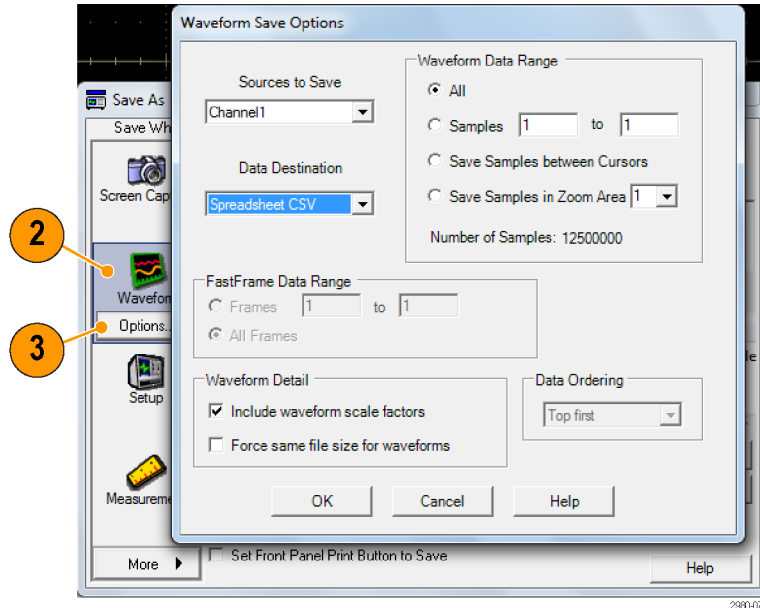 Waveform Save Options
Save As
Save Wh
Screen Cap
2
Wavefor
Options..
3
Setup
Measureme
More
Sources to Save
Channel1
Data Destination
Spreadsheet CSV
Waveform Data Range
All
Samples 1 to 1
Save Samples between Cursors
Save Samples in Zoom Area 1
Number of Samples: 12500000
FastFrame Data Range
Frames 1 to 1
All Frames
Waveform Detail
Include waveform scale factors
Force same file size for waveforms
Data Ordering
Top first
OK Cancel Help
le
Set Front Panel Print Button to Save
Help